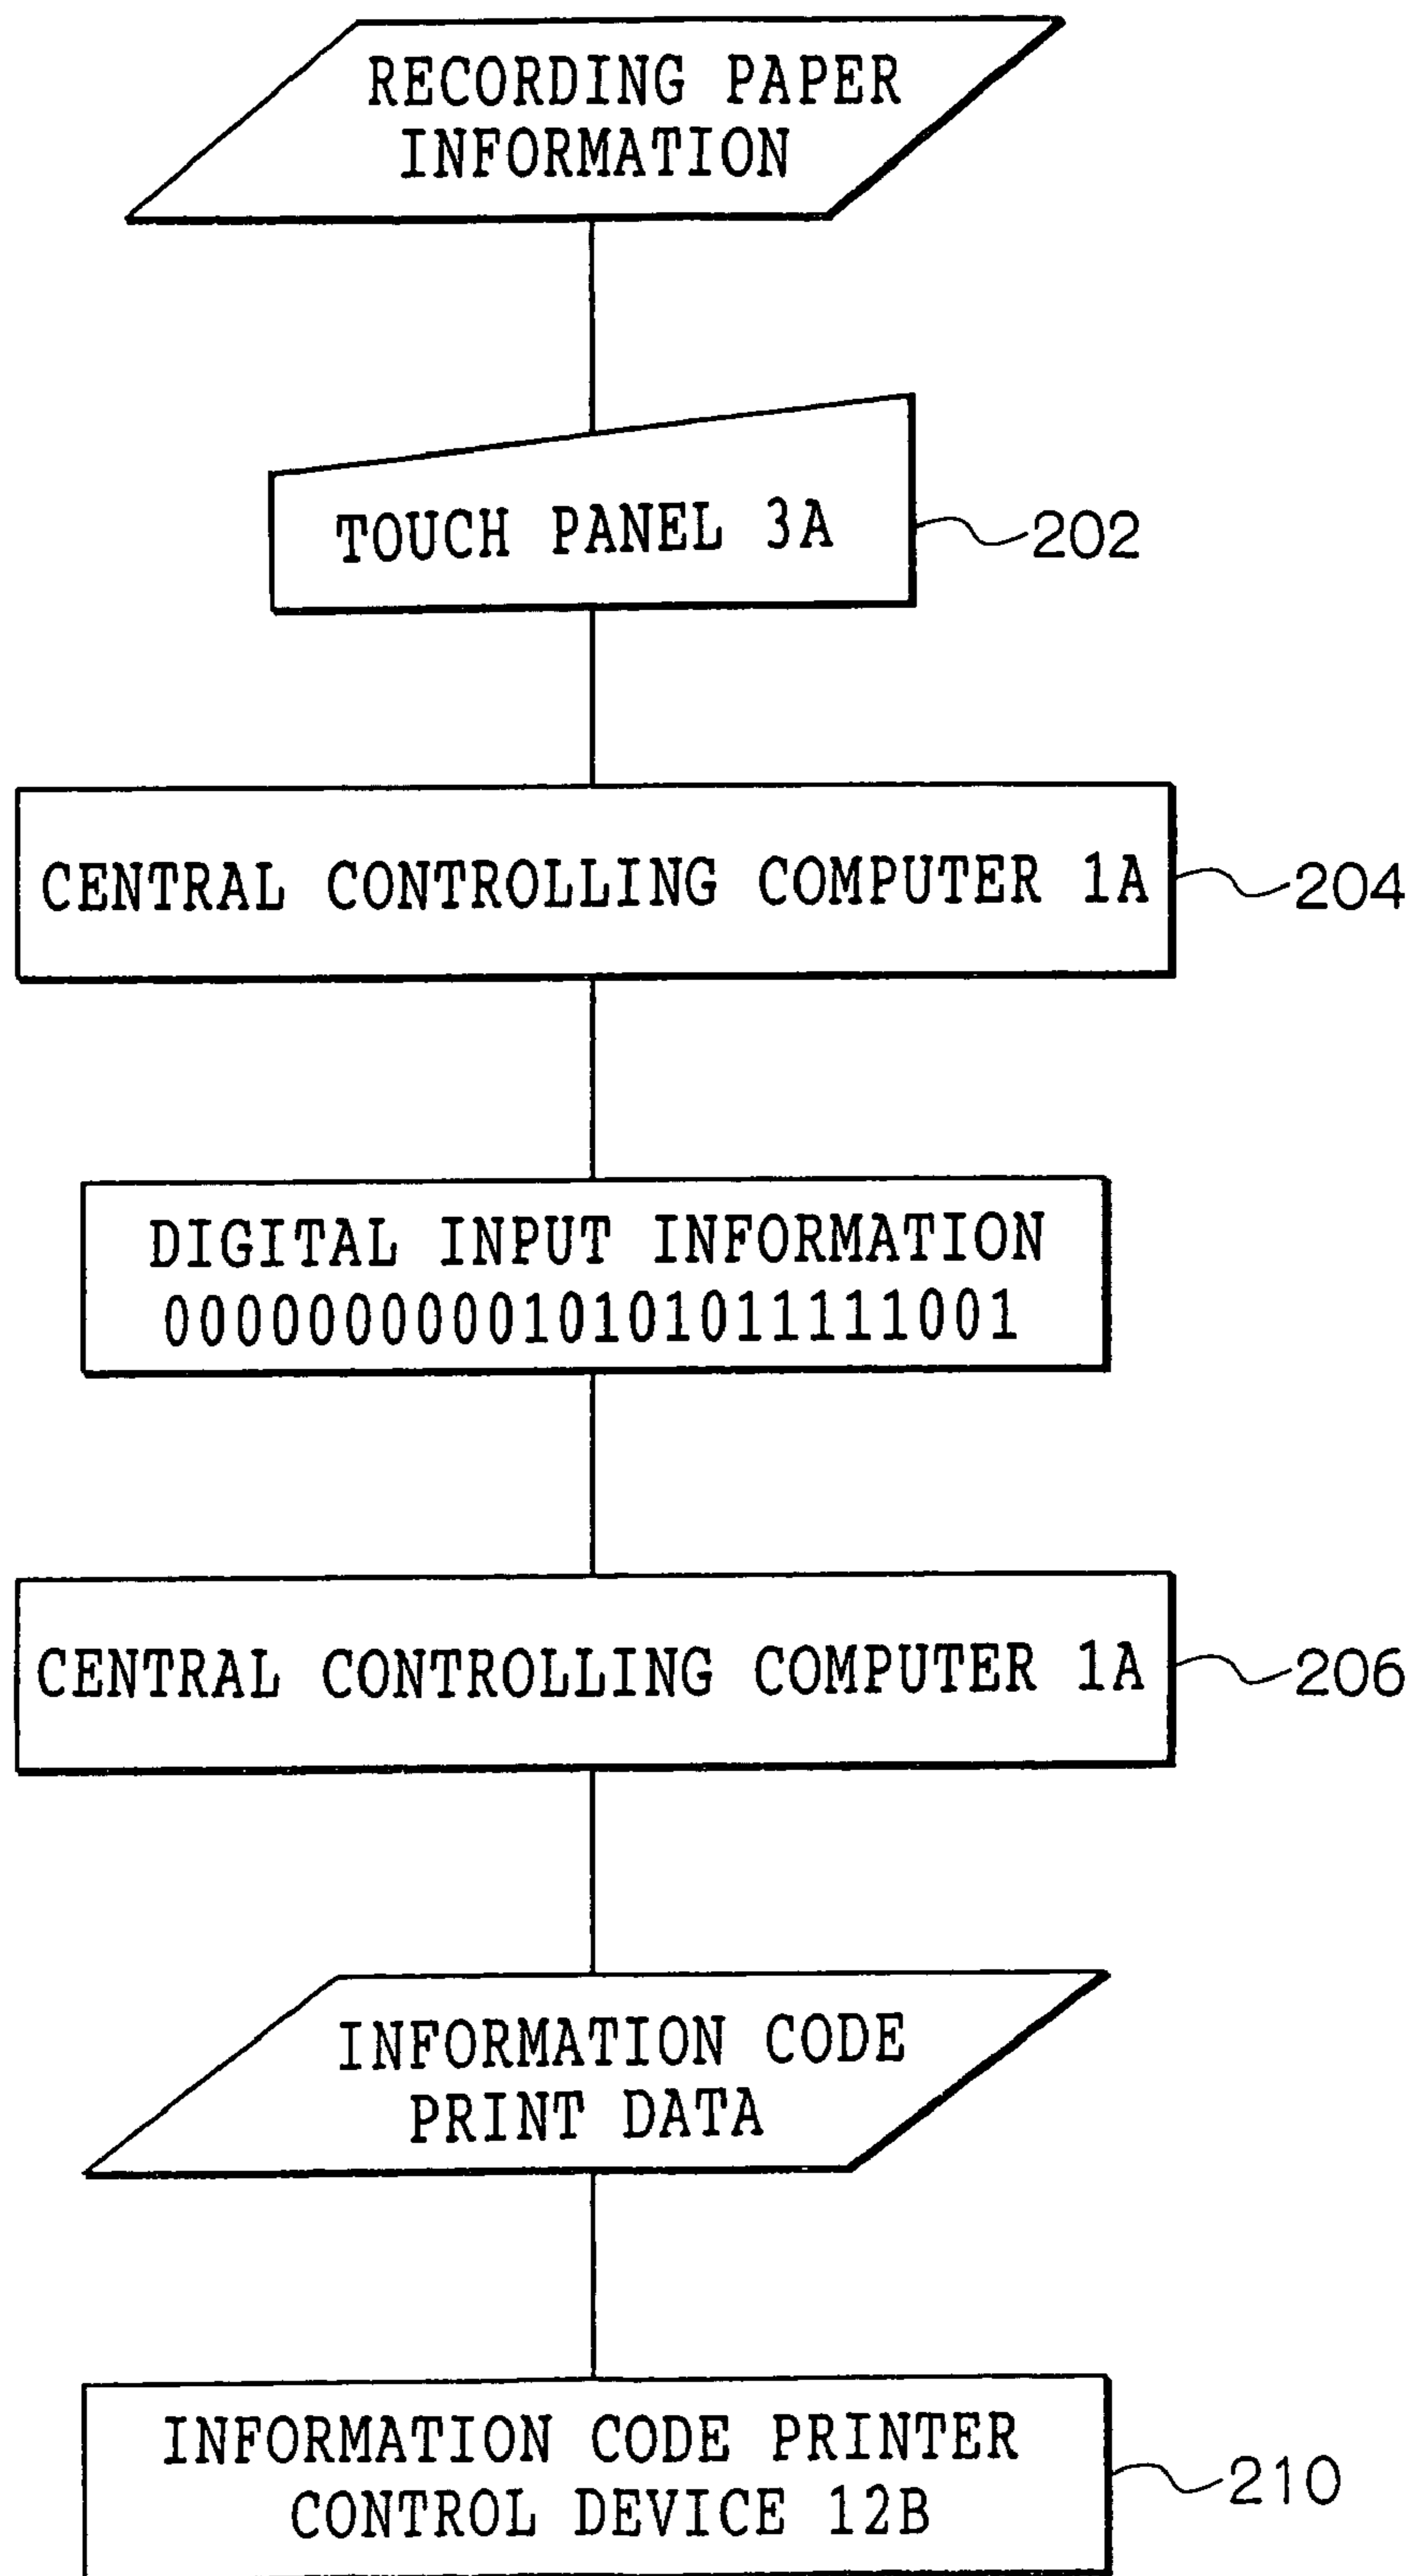 RECORDING PAPER
INFORMATION
TOUCH PANEL 3A
202
CENTRAL CONTROLLING COMPUTER 1A
204
DIGITAL INPUT INFORMATION
000000000010101011111001
CENTRAL CONTROLLING COMPUTER 1A
206
INFORMATION CODE
PRINT DATA
INFORMATION CODE PRINTER
CONTROL DEVICE 12B
210